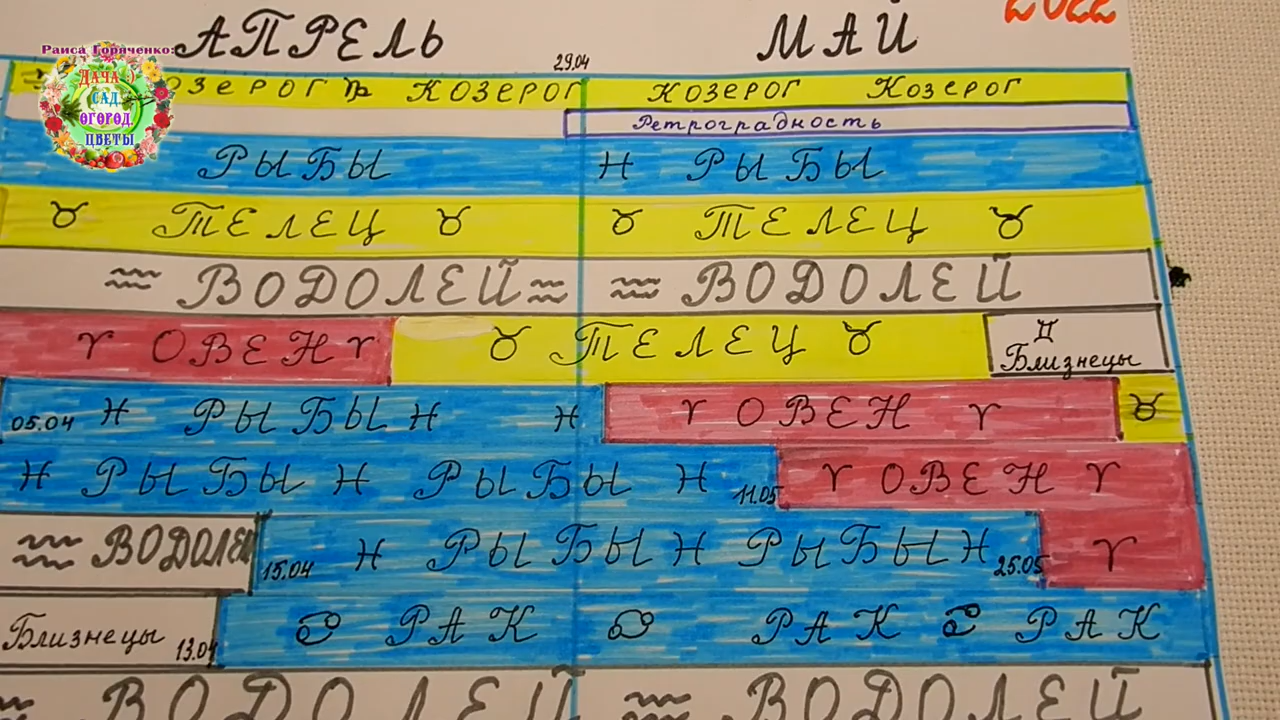 2022
АПРЕЛЬ МАЙ
Раиса Горяченко:
ДАЧА :)
САД,
ОГОРОД,
ЦВЕТЫ
29.04
ОЗЕРОГ ♑ КОЗЕРОГ КОЗЕРОГ КОЗЕРОГ
Ретроградность
РЫБЫ ♓ РЫБЫ
♉ ТЕЛЕЦ ♉ ♉ ТЕЛЕЦ ♉
♒ ВОДОЛЕЙ ♒ ♒ ВОДОЛЕЙ
♈ ОВЕН ♈ ♉ ТЕЛЕЦ ♉ ♊ Близнецы
05.04 ♓ РЫБЫ ♓ ♓ ♈ ОВЕН ♈ ♉
♓ РЫБЫ ♓ РЫБЫ ♓ 11.05 ♈ ОВЕН ♈
♒ ВОДОЛЕЙ 15.04 ♓ РЫБЫ ♓ РЫБЫ ♓ 25.05 ♈
Близнецы 13.04 ♋ РАК ♋ РАК ♋ РАК
♒ ВОДОЛЕЙ ♒ ВОДОЛЕЙ